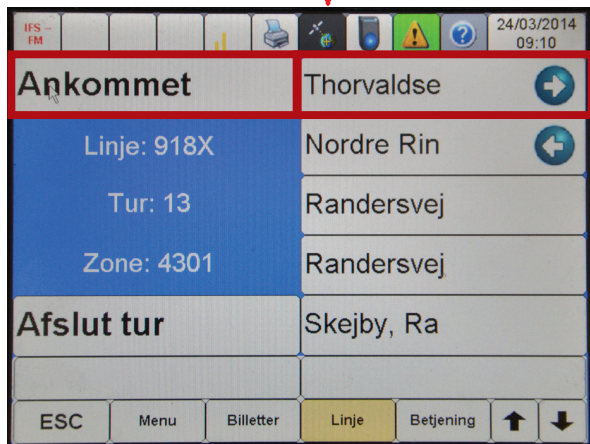 IFS –
FM
24/03/2014
09:10
Ankommet
Thorvaldse
Linje: 918X
Nordre Rin
Tur: 13
Randersvej
Zone: 4301
Randersvej
Afslut tur
Skejby, Ra
ESC
Menu
Billetter
Linje
Betjening